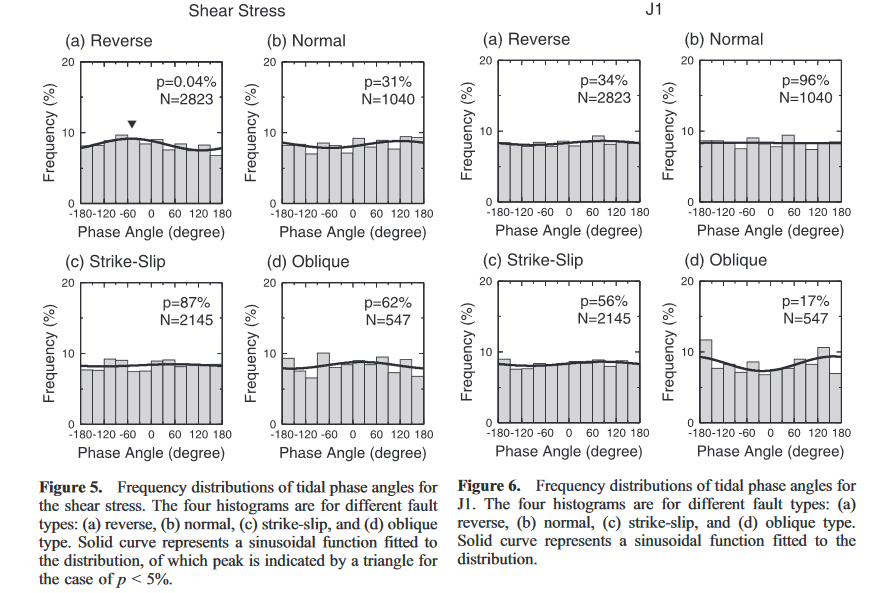 Shear Stress
(a) Reverse
20
10
0
Frequency (%)
p=0.04%
N=2823
-180-120 -60 0 60 120 180
Phase Angle (degree)
(b) Normal
20
10
0
Frequency (%)
p=31%
N=1040
-180-120 -60 0 60 120 180
Phase Angle (degree)
(c) Strike-Slip
20
10
0
Frequency (%)
p=87%
N=2145
-180-120 -60 0 60 120 180
Phase Angle (degree)
(d) Oblique
20
10
0
Frequency (%)
p=62%
N=547
-180-120 -60 0 60 120 180
Phase Angle (degree)
Figure 5. Frequency distributions of tidal phase angles for
the shear stress. The four histograms are for different fault
types: (a) reverse, (b) normal, (c) strike-slip, and (d) oblique
type. Solid curve represents a sinusoidal function fitted to
the distribution, of which peak is indicated by a triangle for
the case of p < 5%.
J1
(a) Reverse
20
10
0
Frequency (%)
p=34%
N=2823
-180-120 -60 0 60 120 180
Phase Angle (degree)
(b) Normal
20
10
0
Frequency (%)
p=96%
N=1040
-180-120 -60 0 60 120 180
Phase Angle (degree)
(c) Strike-Slip
20
10
0
Frequency (%)
p=56%
N=2145
-180-120 -60 0 60 120 180
Phase Angle (degree)
(d) Oblique
20
10
0
Frequency (%)
p=17%
N=547
-180-120 -60 0 60 120 180
Phase Angle (degree)
Figure 6. Frequency distributions of tidal phase angles for
J1. The four histograms are for different fault types: (a)
reverse, (b) normal, (c) strike-slip, and (d) oblique type.
Solid curve represents a sinusoidal function fitted to the
distribution.